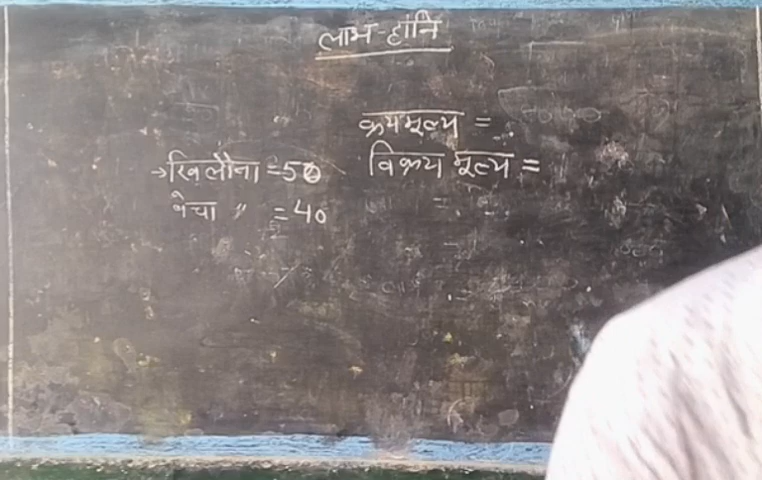 लाभ-हानि
क्रयमूल्य =
→खिलौना = 50
विक्रय मूल्य =
बेचा " = 40